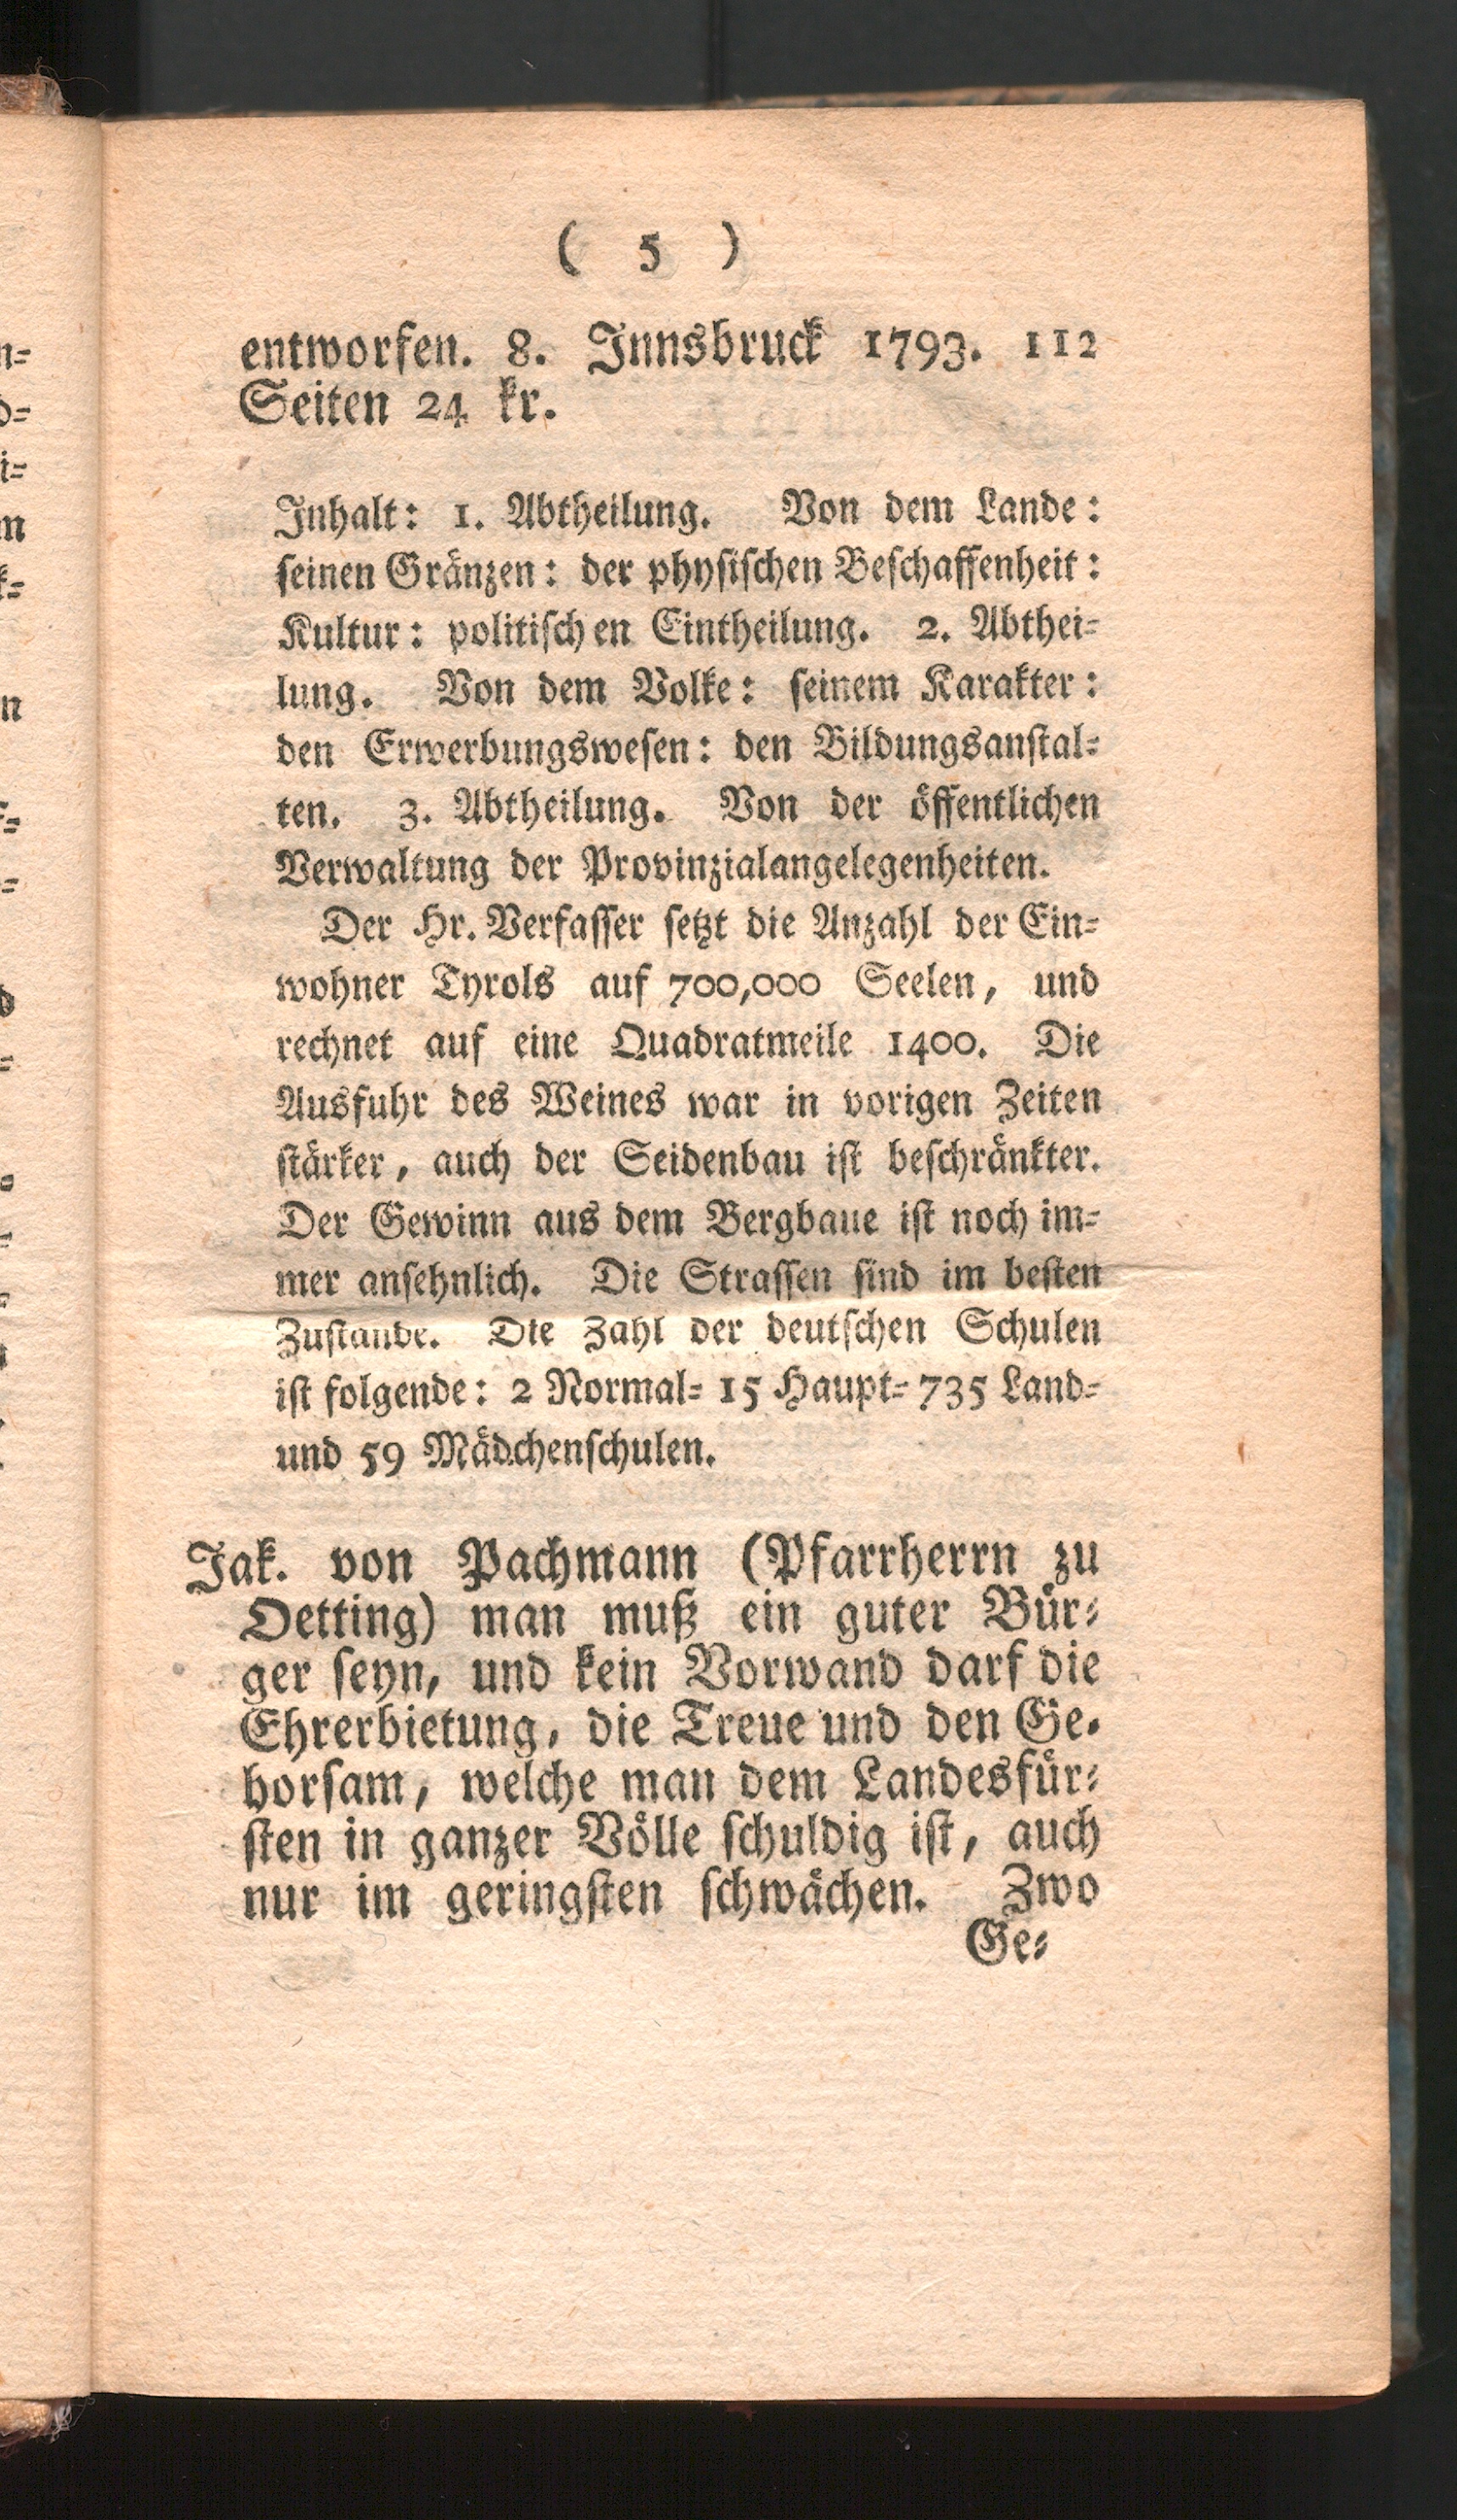 ( 5 )
entworfen. 8. Innsbruck 1793. 112
Seiten 24 kr.
Inhalt: 1. Abtheilung. Von dem Lande:
seinen Gränzen: der physischen Beschaffenheit:
Kultur: politischen Eintheilung. 2. Abthei=
lung. Von dem Volke: seinem Karakter:
den Erwerbungswesen: den Bildungsanstal=
ten. 3. Abtheilung. Von der öffentlichen
Verwaltung der Provinzialangelegenheiten.
Der Hr. Verfasser setzt die Anzahl der Ein=
wohner Tyrols auf 700,000 Seelen, und
rechnet auf eine Quadratmeile 1400. Die
Ausfuhr des Weines war in vorigen Zeiten
stärker, auch der Seidenbau ist beschränkter.
Der Gewinn aus dem Bergbaue ist noch im=
mer ansehnlich. Die Strassen sind im besten
Zustande. Die Zahl der deutschen Schulen
ist folgende: 2 Normal= 15 Haupt= 735 Land=
und 59 Mädchenschulen.
Jak. von Pachmann (Pfarrherrn zu
Oetting) man muß ein guter Bür=
ger seyn, und kein Vorwand darf die
Ehrerbietung, die Treue und den Ge=
horsam, welche man dem Landesfür=
sten in ganzer Völle schuldig ist, auch
nur im geringsten schwächen. Zwo
Ge=